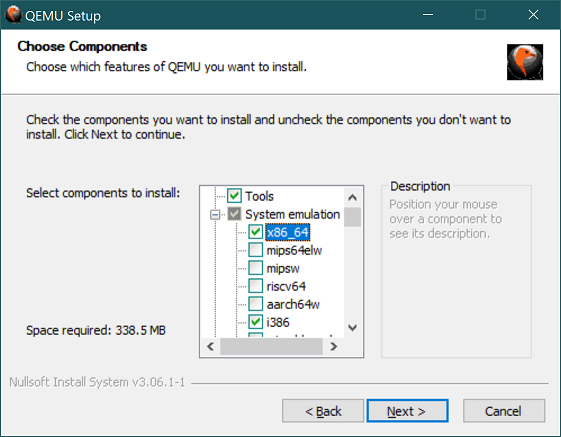 QEMU Setup
Choose Components
Choose which features of QEMU you want to install.
Check the components you want to install and uncheck the components you don't want to
install. Click Next to continue.
Select components to install:
Tools
System emulation
x86_64
mips64elw
mipsw
riscv64
aarch64w
i386
Description
Position your mouse
over a component to
see its description.
Space required: 338.5 MB
Nullsoft Install System v3.06.1-1
< Back
Next >
Cancel